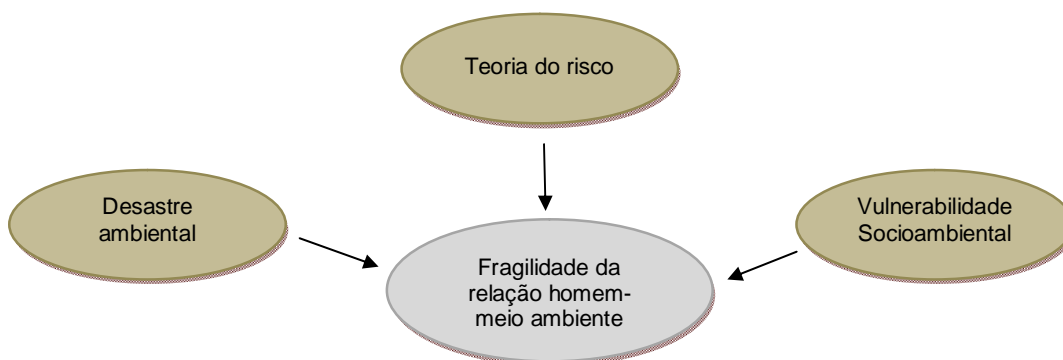 Teoria do risco
Desastre
ambiental
Vulnerabilidade
Socioambiental
Fragilidade da
relação homem-
meio ambiente